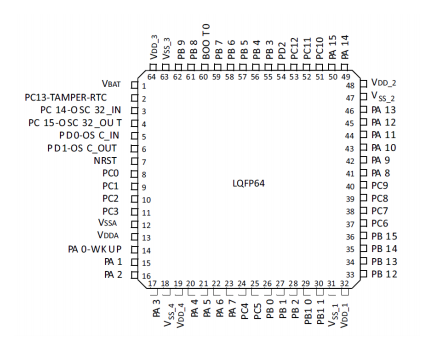 VDD_3
VSS_3
PB 9
PB 8
BOO T0
PB 7
PB 6
PB 5
PB 4
PB 3
PD2
PC12
PC11
PC10
PA 15
PA 14
64 63 62 61 60 59 58 57 56 55 54 53 52 51 50 49
VBAT 1
PC13-TAMPER-RTC 2
PC 14-O SC 32_IN 3
PC 15-O SC 32_OU T 4
PD0-OS C_IN 5
PD1-OS C_OUT 6
NRST 7
PC0 8
PC1 9
PC2 10
PC3 11
VSSA 12
VDDA 13
PA 0-WK UP 14
PA 1 15
PA 2 16
LQFP64
48 VDD_2
47 VSS_2
46 PA 13
45 PA 12
44 PA 11
43 PA 10
42 PA 9
41 PA 8
40 PC9
39 PC8
38 PC7
37 PC6
36 PB 15
35 PB 14
34 PB 13
33 PB 12
17 18 19 20 21 22 23 24 25 26 27 28 29 30 31 32
PA 3
VSS_4
VDD_4
PA 4
PA 5
PA 6
PA 7
PC4
PC5
PB 0
PB 1
PB 2
PB1 0
PB1 1
VSS_1
VDD_1